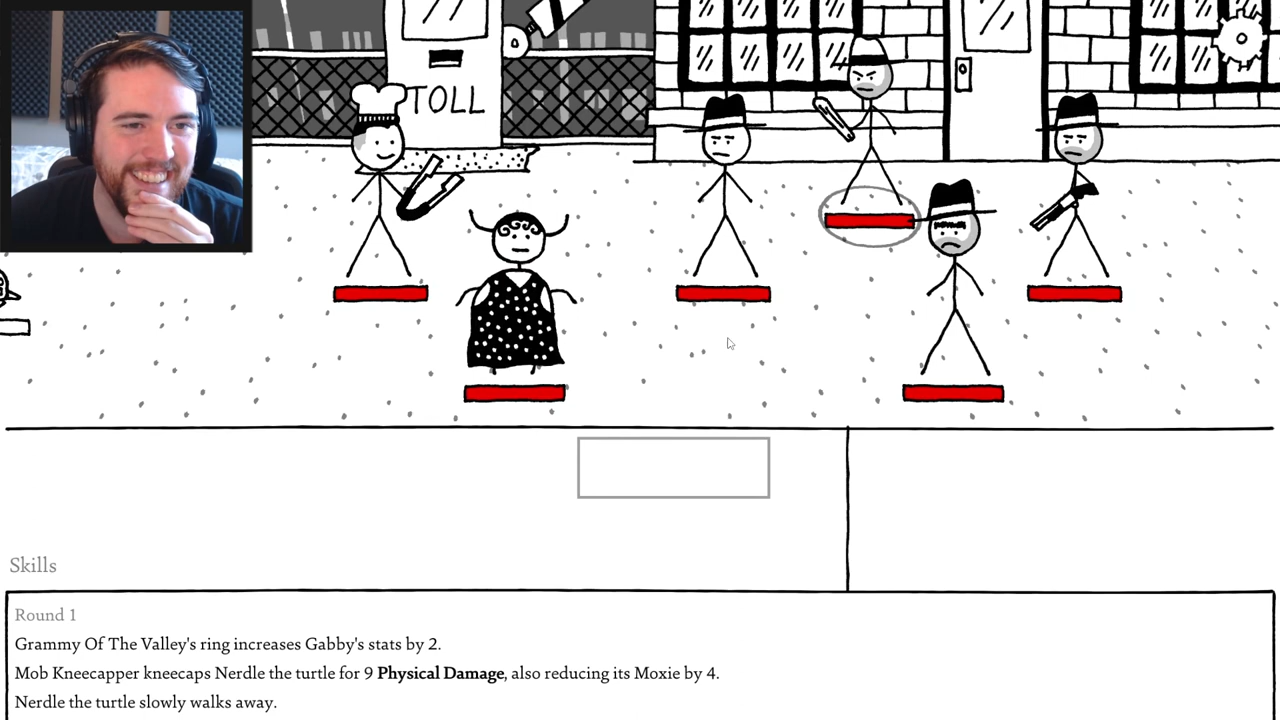 TOLL
Skills
Round 1
Grammy Of The Valley's ring increases Gabby's stats by 2.
Mob Kneecapper kneecaps Nerdle the turtle for 9 Physical Damage, also reducing its Moxie by 4.
Nerdle the turtle slowly walks away.